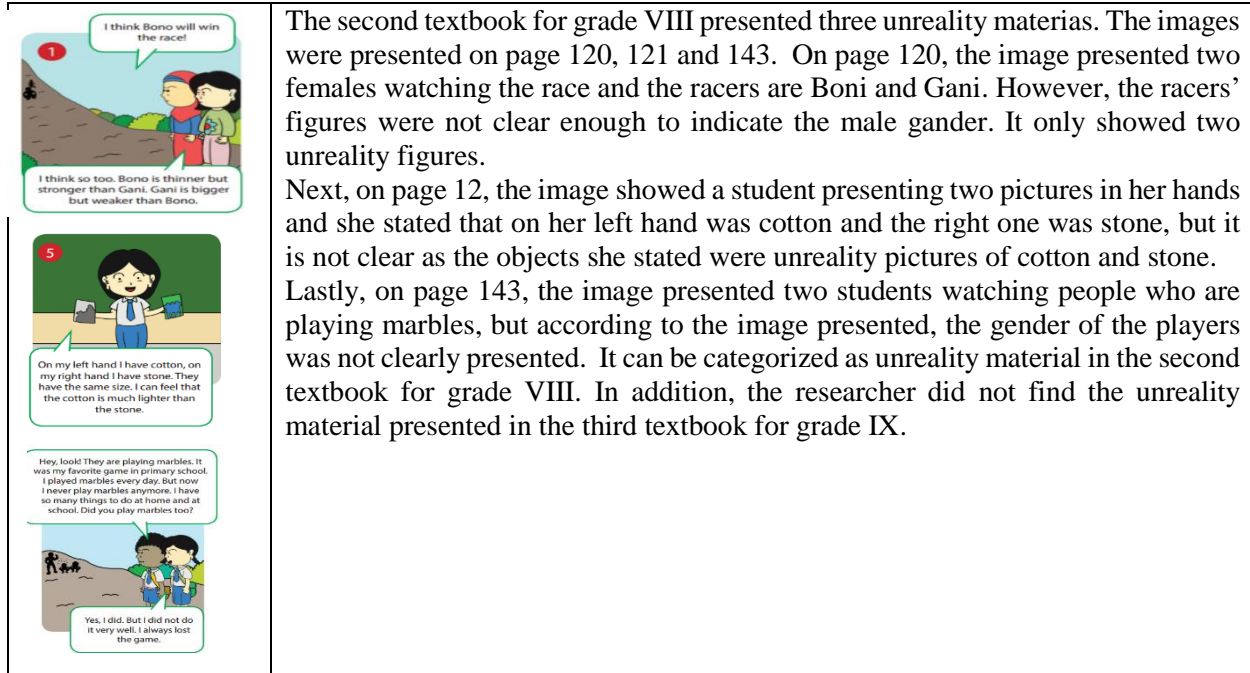 I think Bono will win
the race!
1
I think so too. Bono is thinner but
stronger than Gani. Gani is bigger
but weaker than Bono.
5
On my left hand I have cotton, on
my right hand I have stone. They
have the same size. I can feel that
the cotton is much lighter than
the stone.
Hey, look! They are playing marbles. It
was my favorite game in primary school.
I played marbles every day. But now
I never play marbles anymore. I have
so many things to do at home and at
school. Did you play marbles too?
Yes, I did. But I did not do
it very well. I always lost
the game.
The second textbook for grade VIII presented three unreality materias. The images
were presented on page 120, 121 and 143. On page 120, the image presented two
females watching the race and the racers are Boni and Gani. However, the racers’
figures were not clear enough to indicate the male gander. It only showed two
unreality figures.
Next, on page 12, the image showed a student presenting two pictures in her hands
and she stated that on her left hand was cotton and the right one was stone, but it
is not clear as the objects she stated were unreality pictures of cotton and stone.
Lastly, on page 143, the image presented two students watching people who are
playing marbles, but according to the image presented, the gender of the players
was not clearly presented. It can be categorized as unreality material in the second
textbook for grade VIII. In addition, the researcher did not find the unreality
material presented in the third textbook for grade IX.